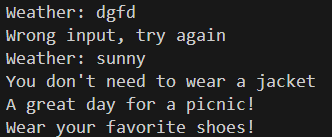 Weather: dgfd
Wrong input, try again
Weather: sunny
You don't need to wear a jacket
A great day for a picnic!
Wear your favorite shoes!